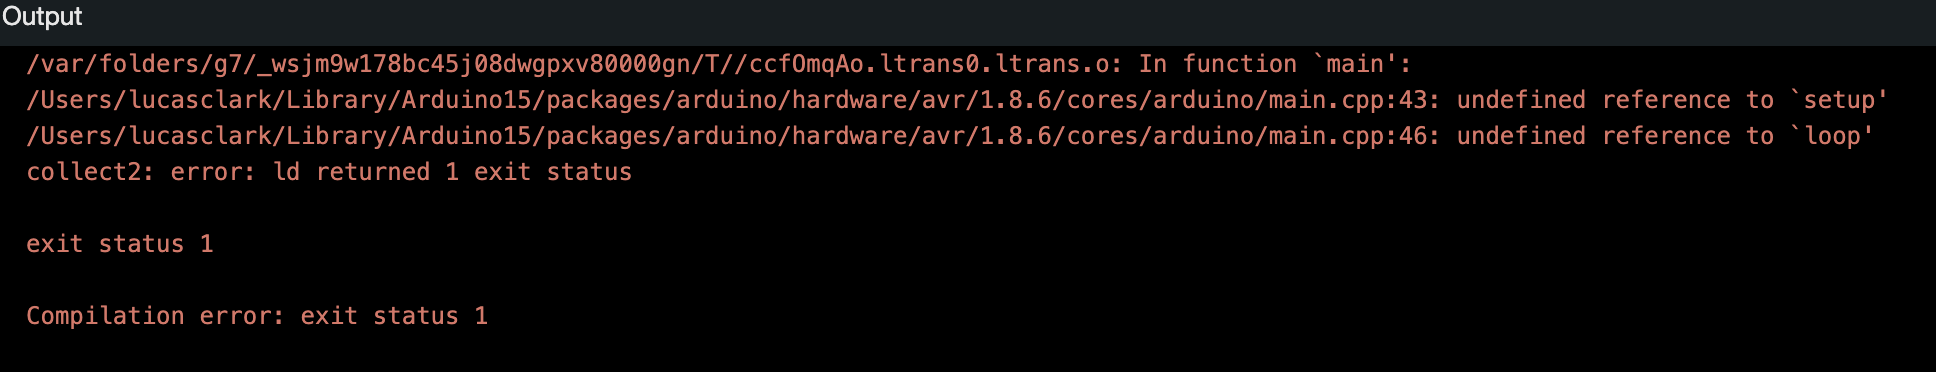 Output
/var/folders/g7/_wsjm9w178bc45j08dwgpxv80000gn/T//ccfOmqAo.ltrans0.ltrans.o: In function `main':
/Users/lucasclark/Library/Arduino15/packages/arduino/hardware/avr/1.8.6/cores/arduino/main.cpp:43: undefined reference to `setup'
/Users/lucasclark/Library/Arduino15/packages/arduino/hardware/avr/1.8.6/cores/arduino/main.cpp:46: undefined reference to `loop'
collect2: error: ld returned 1 exit status
exit status 1
Compilation error: exit status 1